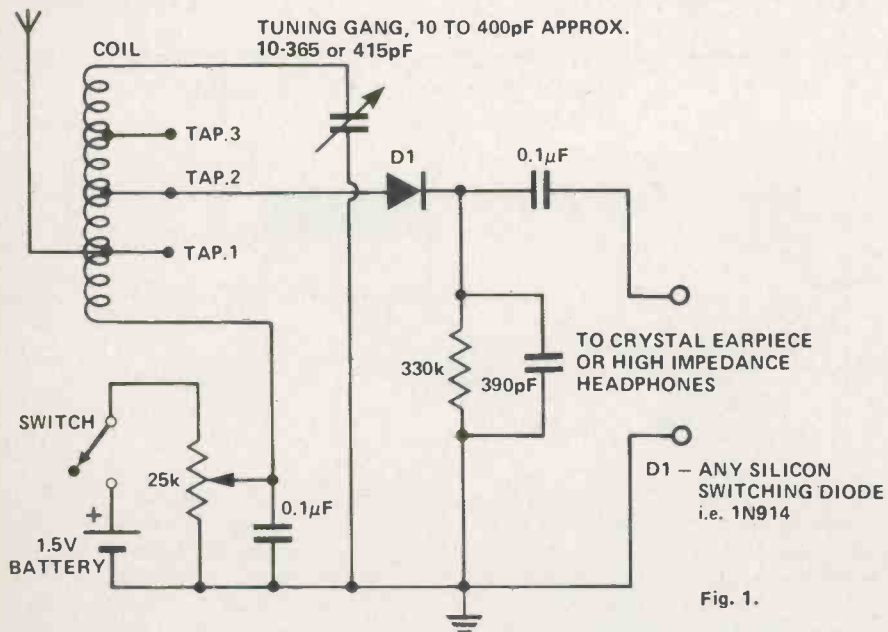 TUNING GANG, 10 TO 400pF APPROX.
10-365 or 415pF
COIL
TAP.3
D1
0.1µF
TAP.2
TAP.1
TO CRYSTAL EARPIECE
OR HIGH IMPEDANCE
HEADPHONES
330k
390pF
SWITCH
25k
0.1µF
D1 – ANY SILICON
SWITCHING DIODE
i.e. 1N914
+
1.5V
BATTERY
Fig. 1.